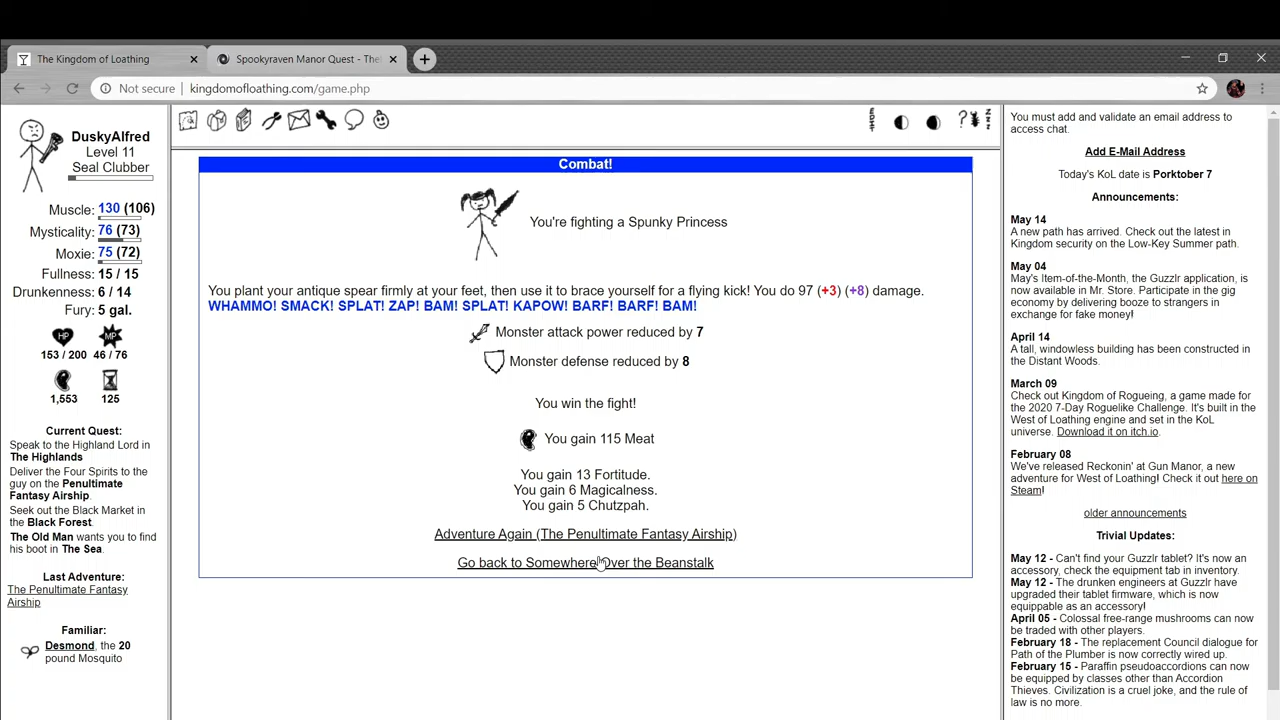 The Kingdom of Loathing
Spookyraven Manor Quest - The
Not secure
kingdomofloathing.com/game.php
DuskyAlfred
Level 11
Seal Clubber
Muscle: 130 (106)
Mysticality: 76 (73)
Moxie: 75 (72)
Fullness: 15 / 15
Drunkenness: 6 / 14
Fury: 5 gal.
HP
MP
153 / 200
46 / 76
1,553
125
Current Quest:
Speak to the Highland Lord in
The Highlands
Deliver the Four Spirits to the
guy on the Penultimate
Fantasy Airship.
Seek out the Black Market in
the Black Forest.
The Old Man wants you to find
his boot in The Sea.
Last Adventure:
The Penultimate Fantasy
Airship
Familiar:
Desmond, the 20
pound Mosquito
Combat!
You're fighting a Spunky Princess
You plant your antique spear firmly at your feet, then use it to brace yourself for a flying kick! You do 97 (+3) (+8) damage.
WHAMMO! SMACK! SPLAT! ZAP! BAM! SPLAT! KAPOW! BARF! BARF! BAM!
Monster attack power reduced by 7
Monster defense reduced by 8
You win the fight!
You gain 115 Meat
You gain 13 Fortitude.
You gain 6 Magicalness.
You gain 5 Chutzpah.
Adventure Again (The Penultimate Fantasy Airship)
Go back to Somewhere Over the Beanstalk
You must add and validate an email address to
access chat.
Add E-Mail Address
Today's KoL date is Porktober 7
Announcements:
May 14
A new path has arrived. Check out the latest in
Kingdom security on the Low-Key Summer path.
May 04
May's Item-of-the-Month, the Guzzlr application, is
now available in Mr. Store. Participate in the gig
economy by delivering booze to strangers in
exchange for fake money!
April 14
A tall, windowless building has been constructed in
the Distant Woods.
March 09
Check out Kingdom of Rogueing, a game made for
the 2020 7-Day Roguelike Challenge. It's built in the
West of Loathing engine and set in the KoL
universe. Download it on itch.io.
February 08
We've released Reckonin' at Gun Manor, a new
adventure for West of Loathing! Check it out here on
Steam!
older announcements
Trivial Updates:
May 12 - Can't find your Guzzlr tablet? It's now an
accessory, check the equipment tab in inventory.
May 12 - The drunken engineers at Guzzlr have
upgraded their tablet firmware, which is now
equippable as an accessory!
April 05 - Colossal free-range mushrooms can now
be traded with other players.
February 18 - The replacement Council dialogue for
Path of the Plumber is now correctly wired up.
February 15 - Paraffin pseudoaccordions can now
be equipped by classes other than Accordion
Thieves. Civilization is a cruel joke, and the rule of
law is no more.